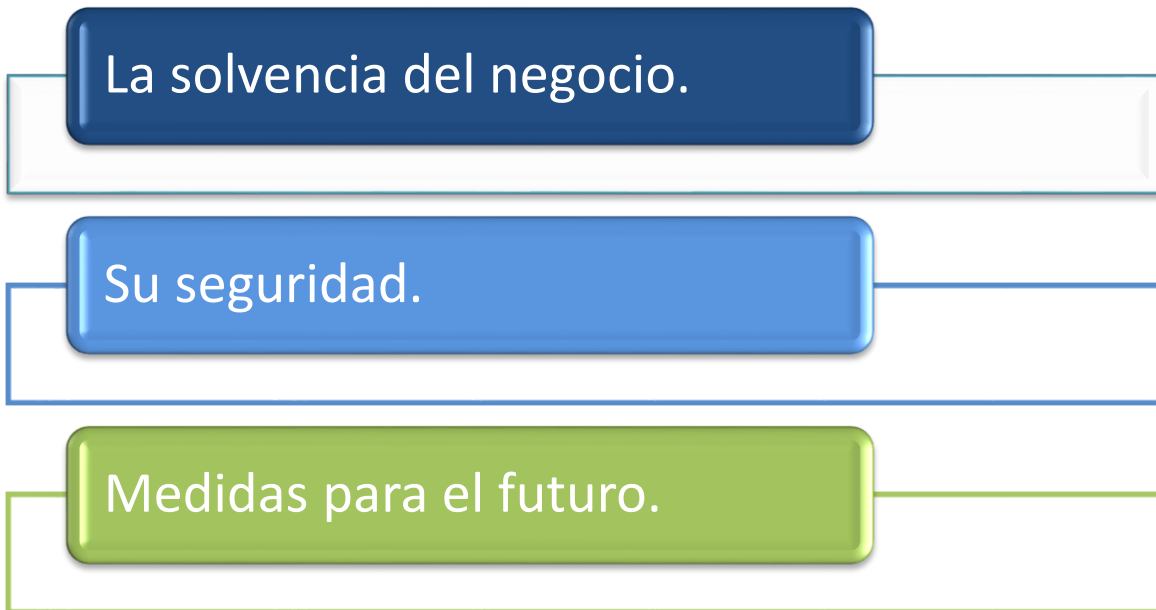 La solvencia del negocio.
Su seguridad.
Medidas para el futuro.